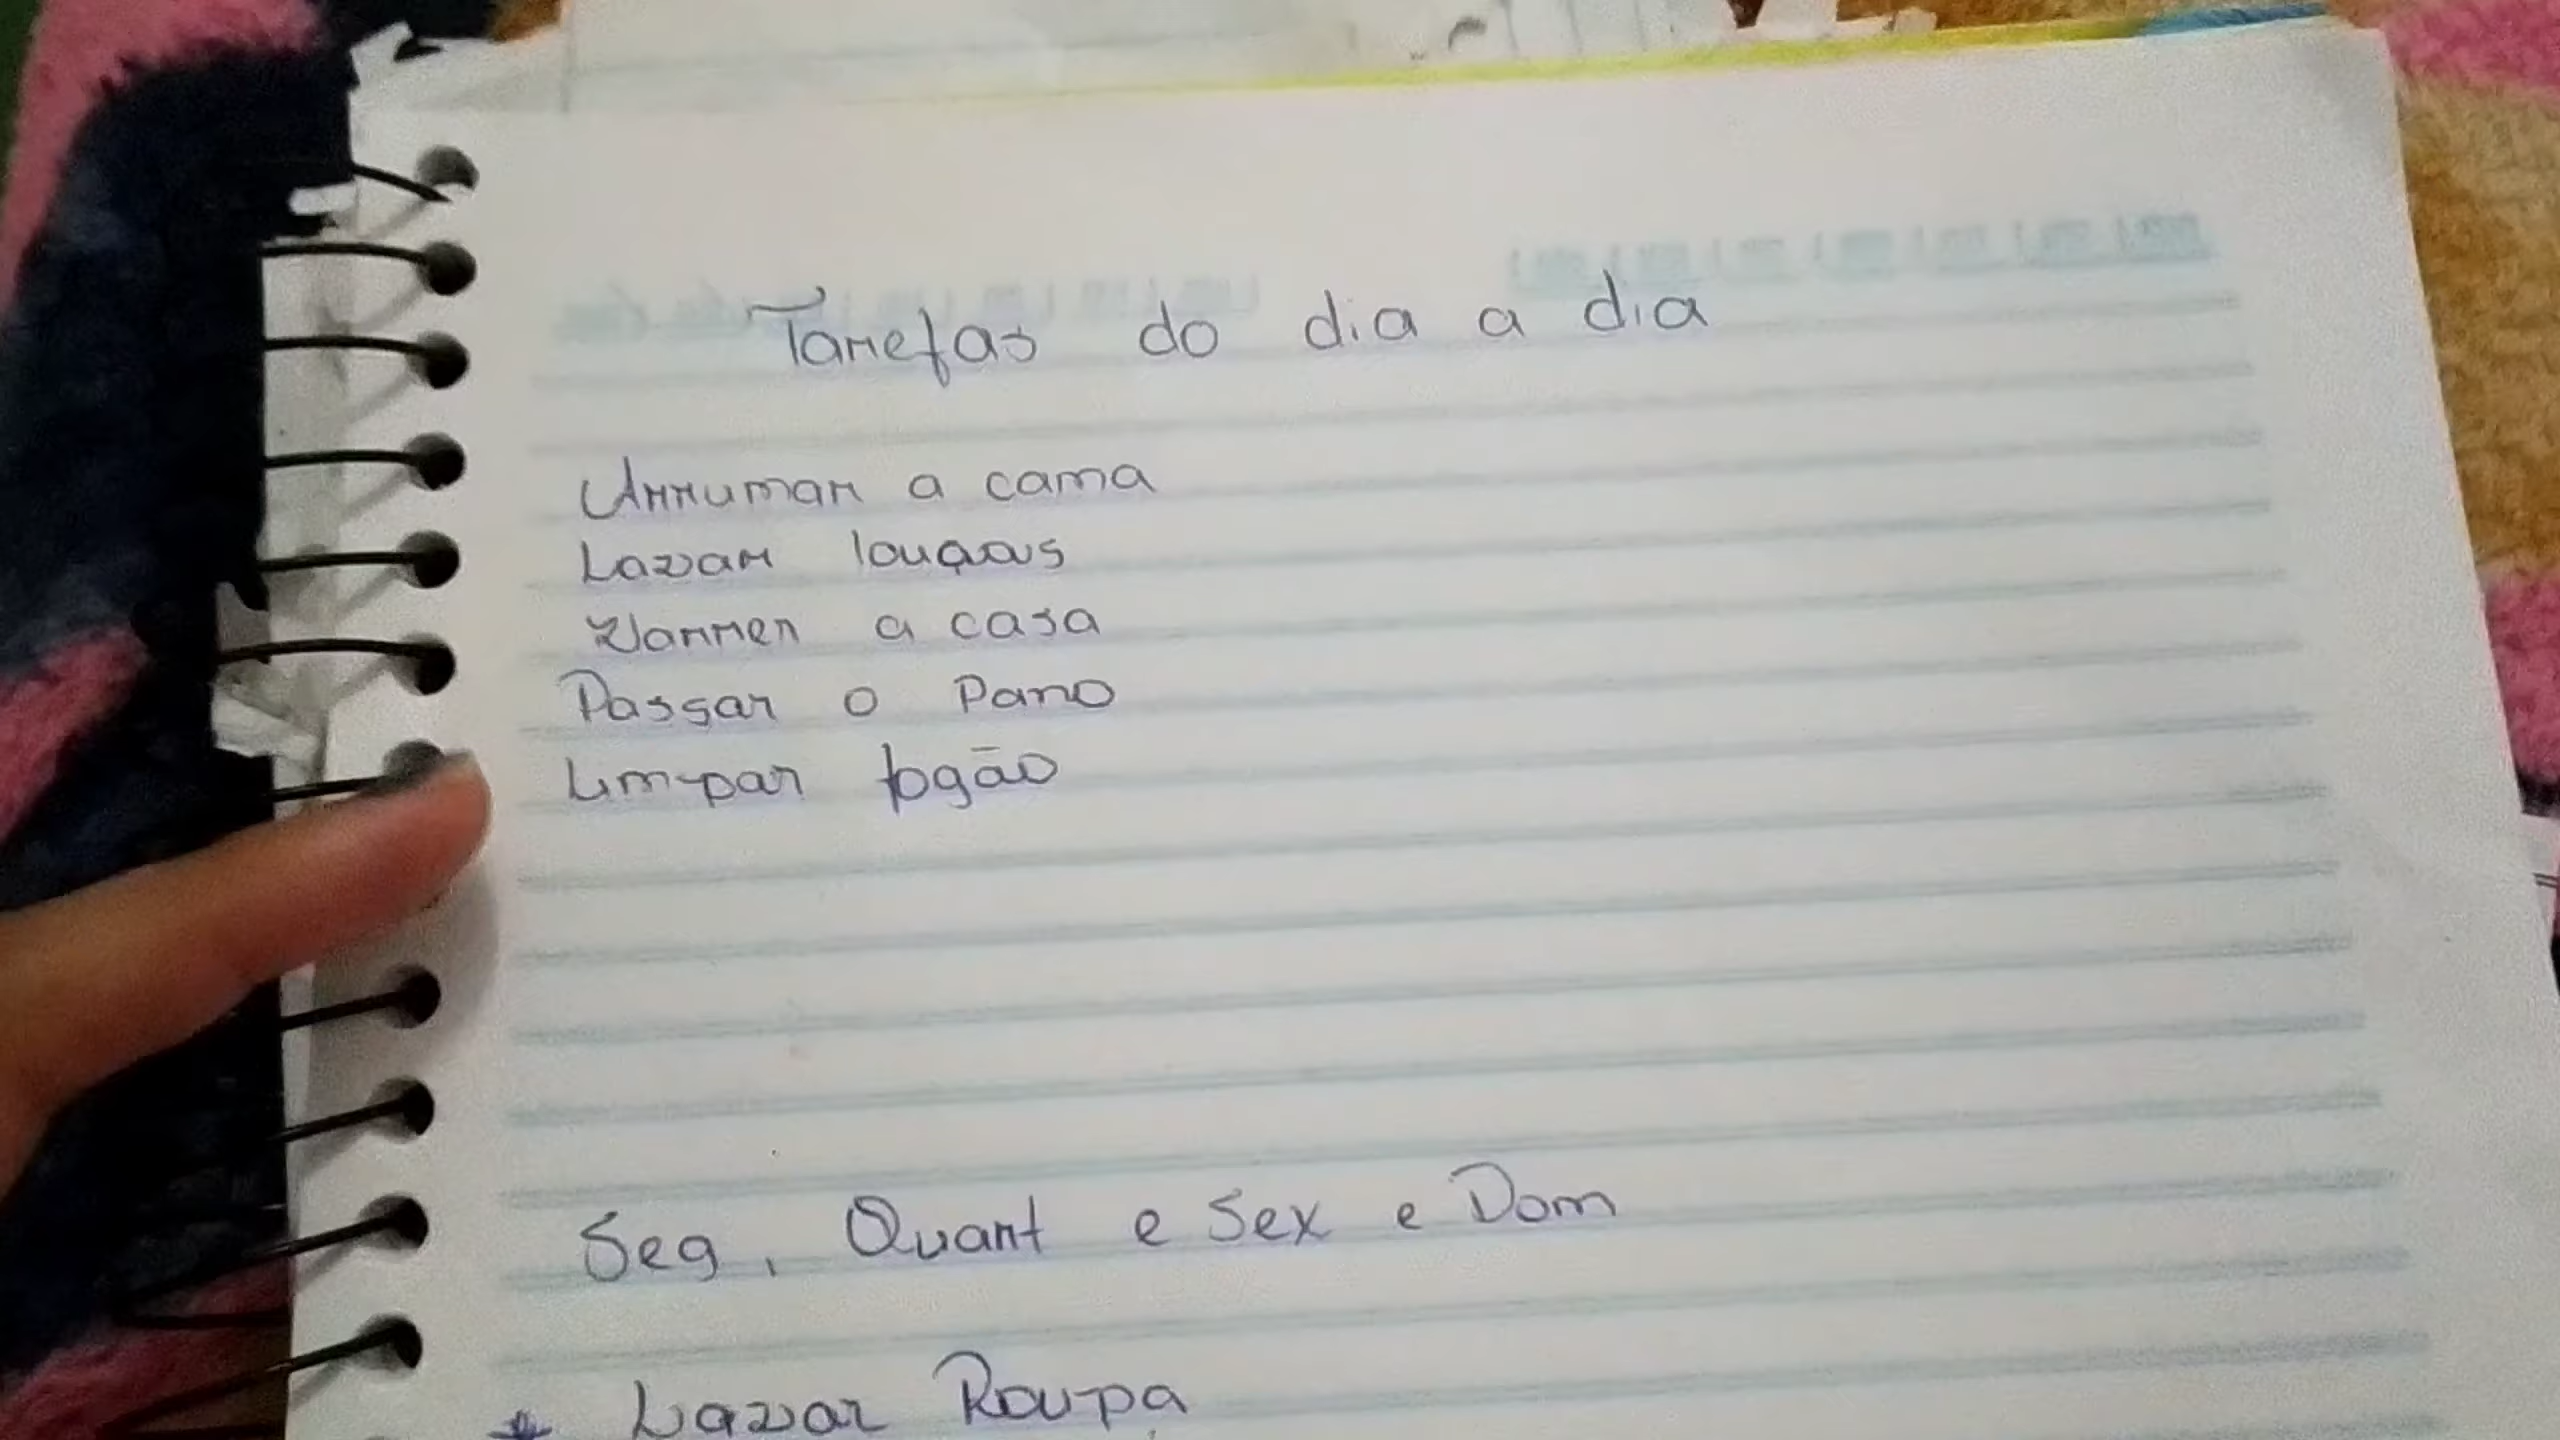 Tarefas do dia a dia
Arrumar a cama
Lavar louças
Varrer a casa
Passar o Pano
Limpar fogão
Seg, Quart e Sex e Dom
* Lavar Roupa